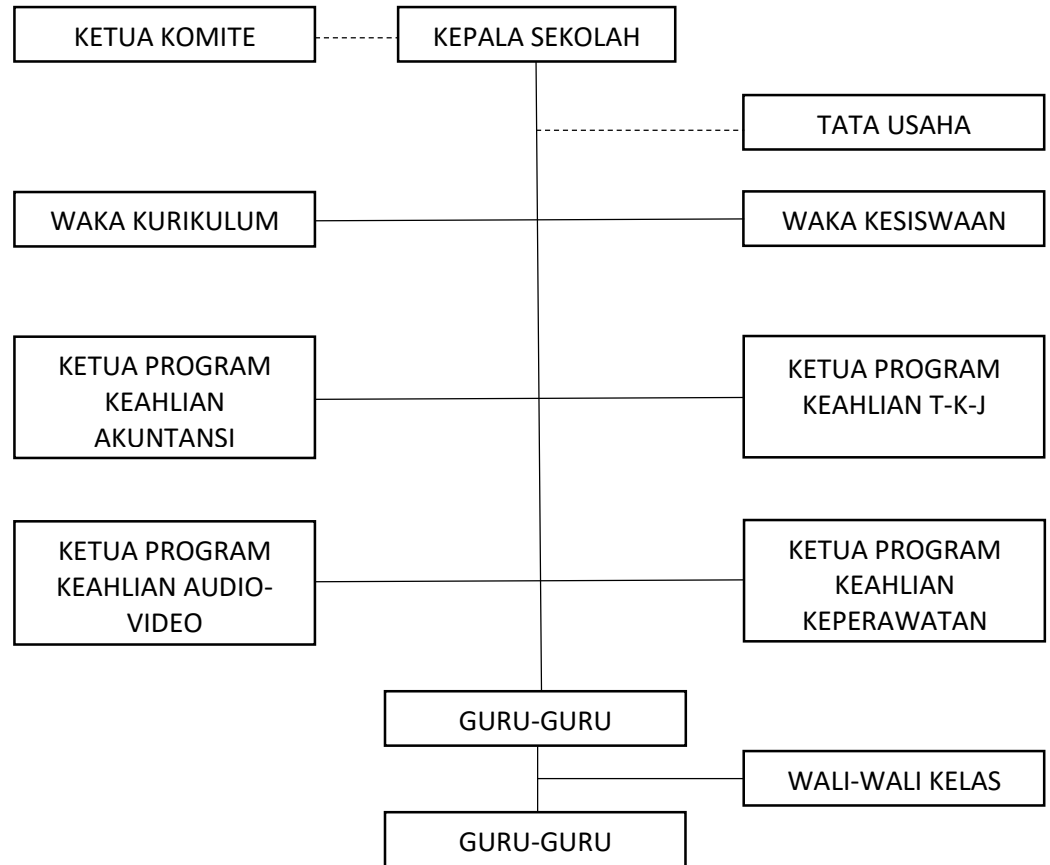 KETUA KOMITE
KEPALA SEKOLAH
TATA USAHA
WAKA KURIKULUM
WAKA KESISWAAN
KETUA PROGRAM
KEAHLIAN
AKUNTANSI
KETUA PROGRAM
KEAHLIAN T-K-J
KETUA PROGRAM
KEAHLIAN AUDIO-
VIDEO
KETUA PROGRAM
KEAHLIAN
KEPERAWATAN
GURU-GURU
WALI-WALI KELAS
GURU-GURU